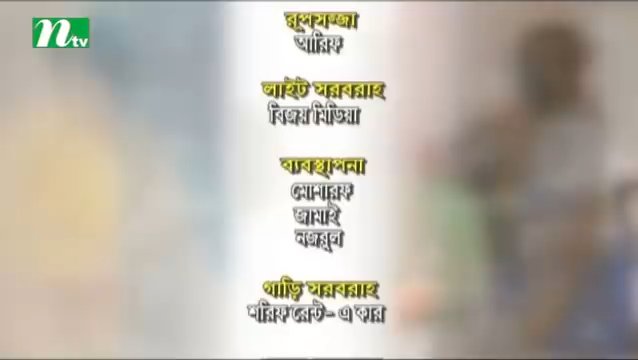 ntv
রূপসজ্জা
আরিফ
লাইট সরবরাহ
বিজয় মিডিয়া
ব্যবস্থাপনা
মোশারফ
জামাই
নজরুল
গাড়ি সরবরাহ
শরিফ রেন্ট- এ কার